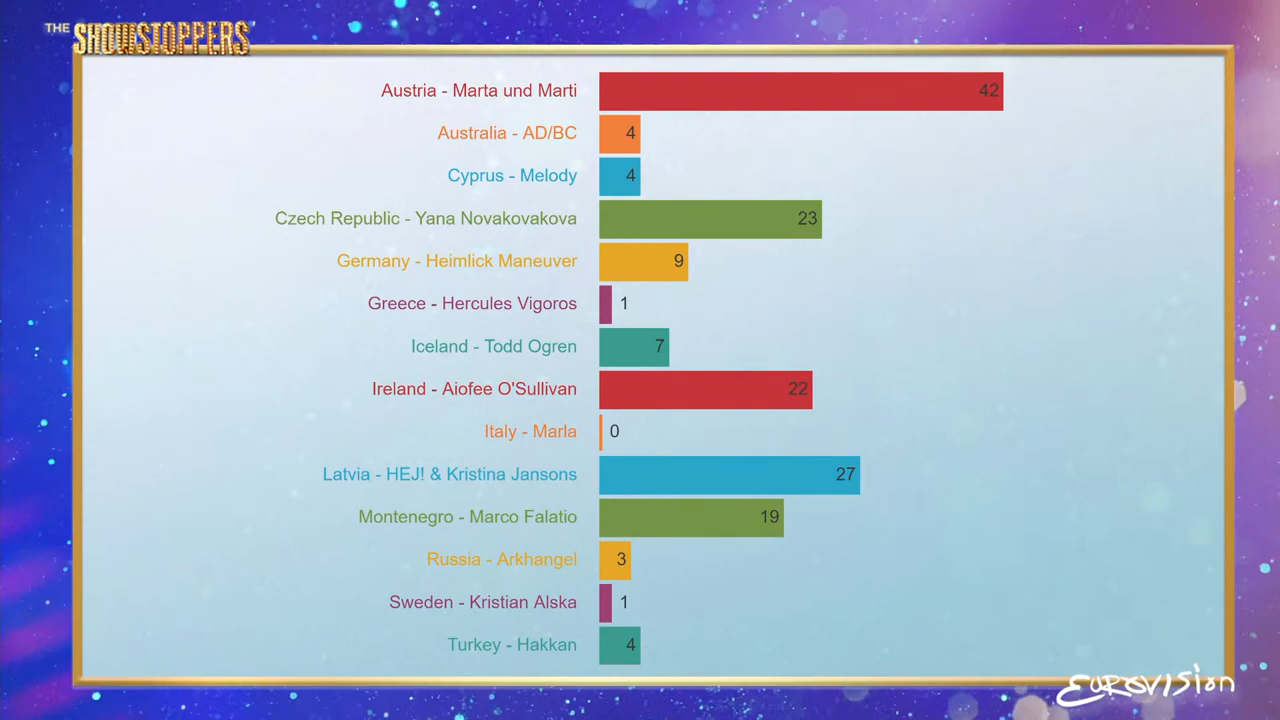 THE SHOWSTOPPERS
Austria - Marta und Marti 42
Australia - AD/BC 4
Cyprus - Melody 4
Czech Republic - Yana Novakovakova 23
Germany - Heimlick Maneuver 9
Greece - Hercules Vigoros 1
Iceland - Todd Ogren 7
Ireland - Aiofee O'Sullivan 22
Italy - Marla 0
Latvia - HEJ! & Kristina Jansons 27
Montenegro - Marco Falatio 19
Russia - Arkhangel 3
Sweden - Kristian Alska 1
Turkey - Hakkan 4
EUROVISION